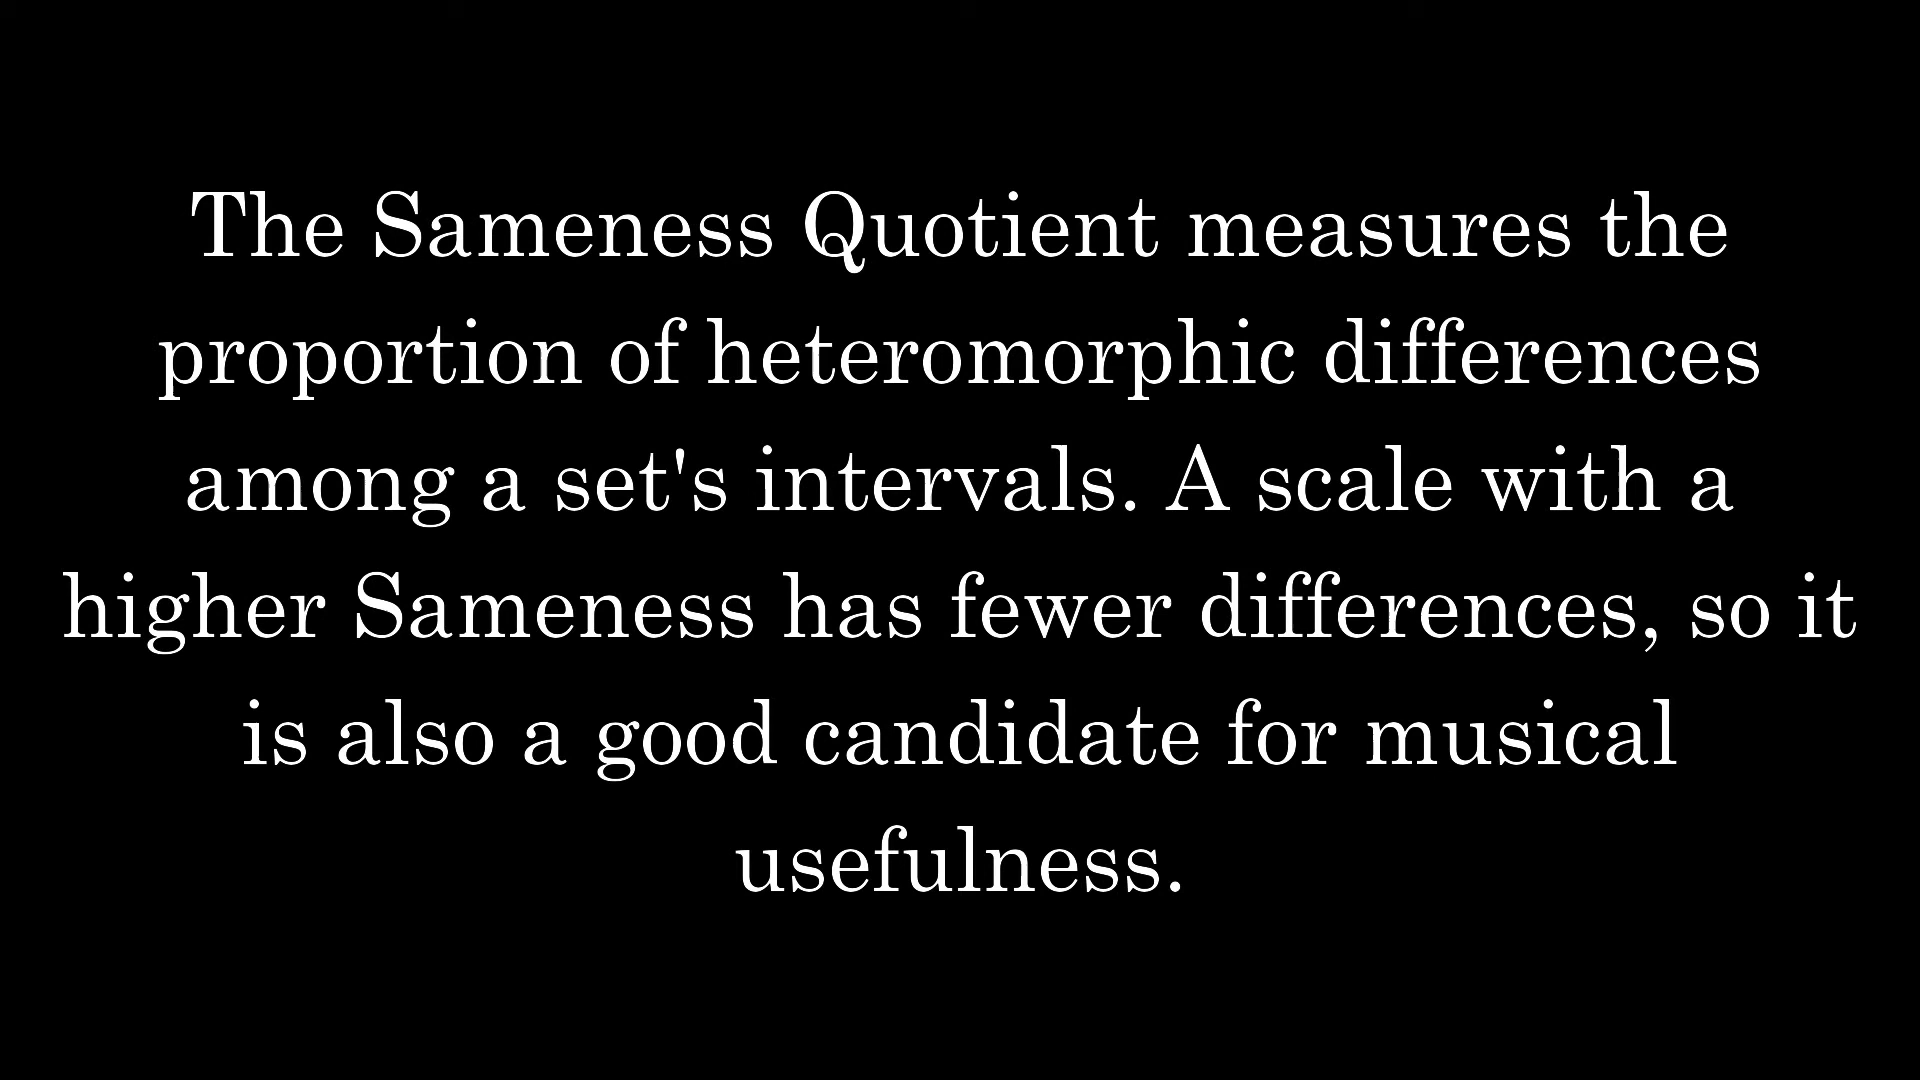 The Sameness Quotient measures the
proportion of heteromorphic differences
among a set's intervals. A scale with a
higher Sameness has fewer differences, so it
is also a good candidate for musical
usefulness.